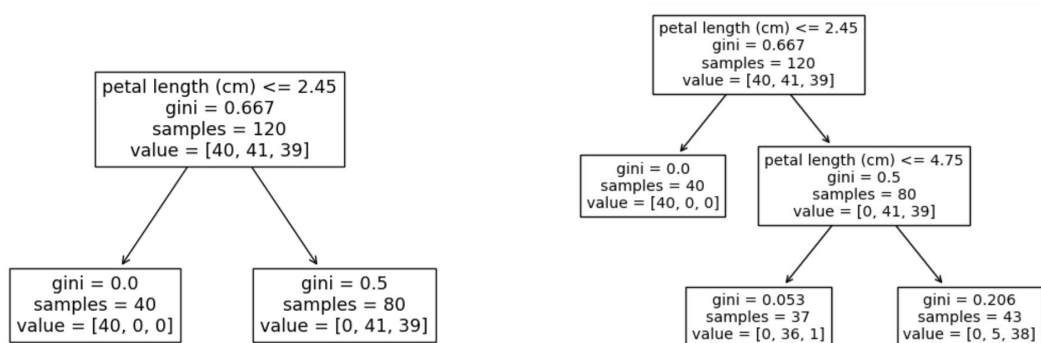 petal length (cm) <= 2.45
gini = 0.667
samples = 120
value = [40, 41, 39]
gini = 0.0
samples = 40
value = [40, 0, 0]
gini = 0.5
samples = 80
value = [0, 41, 39]
petal length (cm) <= 2.45
gini = 0.667
samples = 120
value = [40, 41, 39]
gini = 0.0
samples = 40
value = [40, 0, 0]
petal length (cm) <= 4.75
gini = 0.5
samples = 80
value = [0, 41, 39]
gini = 0.053
samples = 37
value = [0, 36, 1]
gini = 0.206
samples = 43
value = [0, 5, 38]